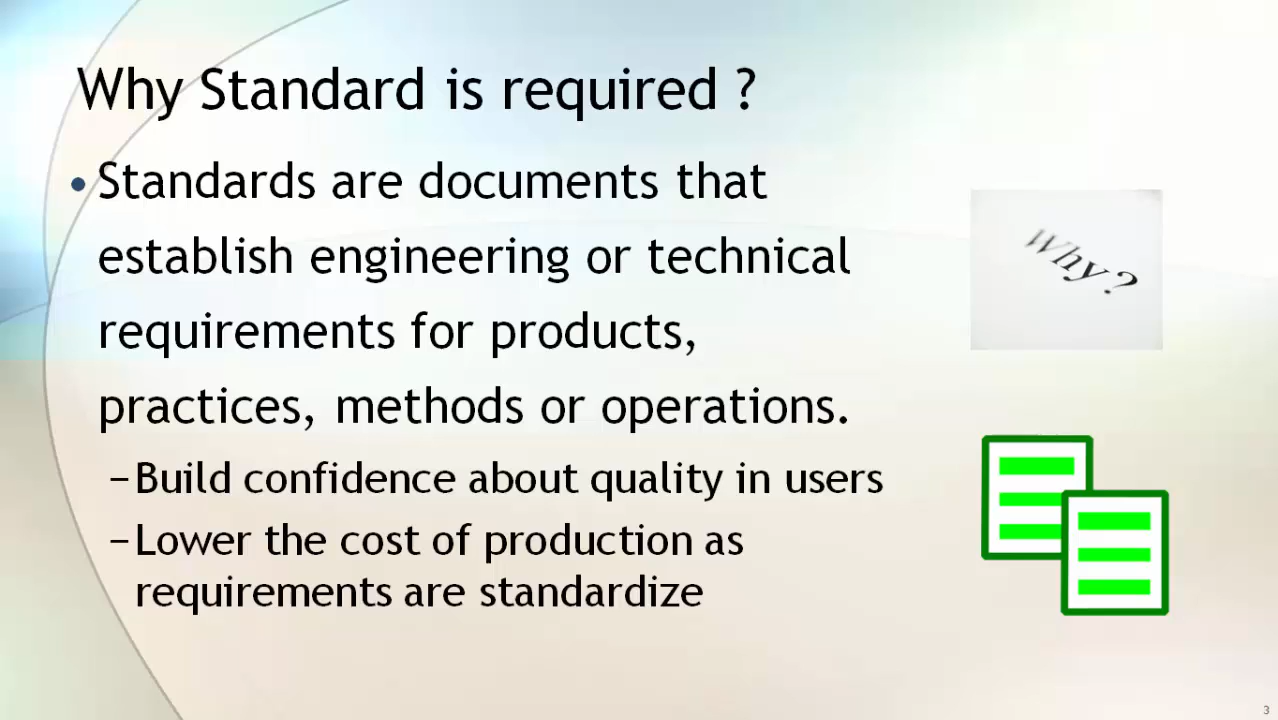 Why Standard is required ?
• Standards are documents that
establish engineering or technical
requirements for products,
practices, methods or operations.
–Build confidence about quality in users
–Lower the cost of production as
requirements are standardize
Why?
3